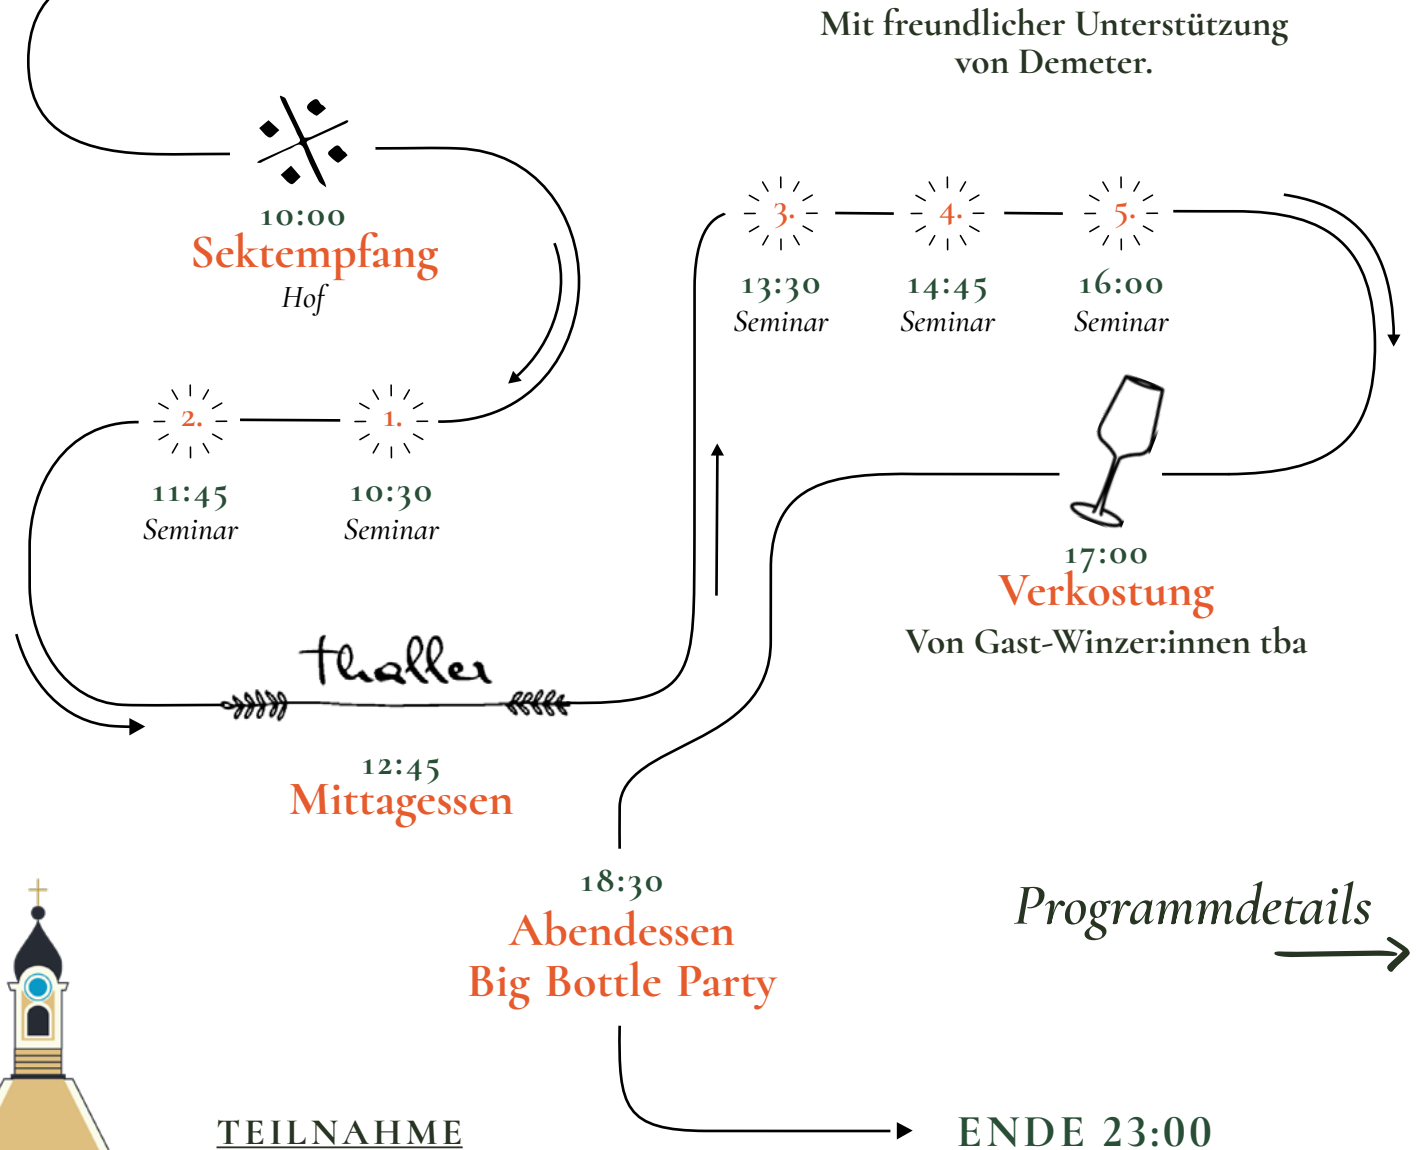 Mit freundlicher Unterstützung
von Demeter.
10:00
Sektempfang
Hof
1.
10:30
Seminar
2.
11:45
Seminar
thaller
12:45
Mittagessen
3.
13:30
Seminar
4.
14:45
Seminar
5.
16:00
Seminar
17:00
Verkostung
Von Gast-Winzer:innen tba
18:30
Abendessen
Big Bottle Party
Programmdetails
ENDE 23:00
TEILNAHME